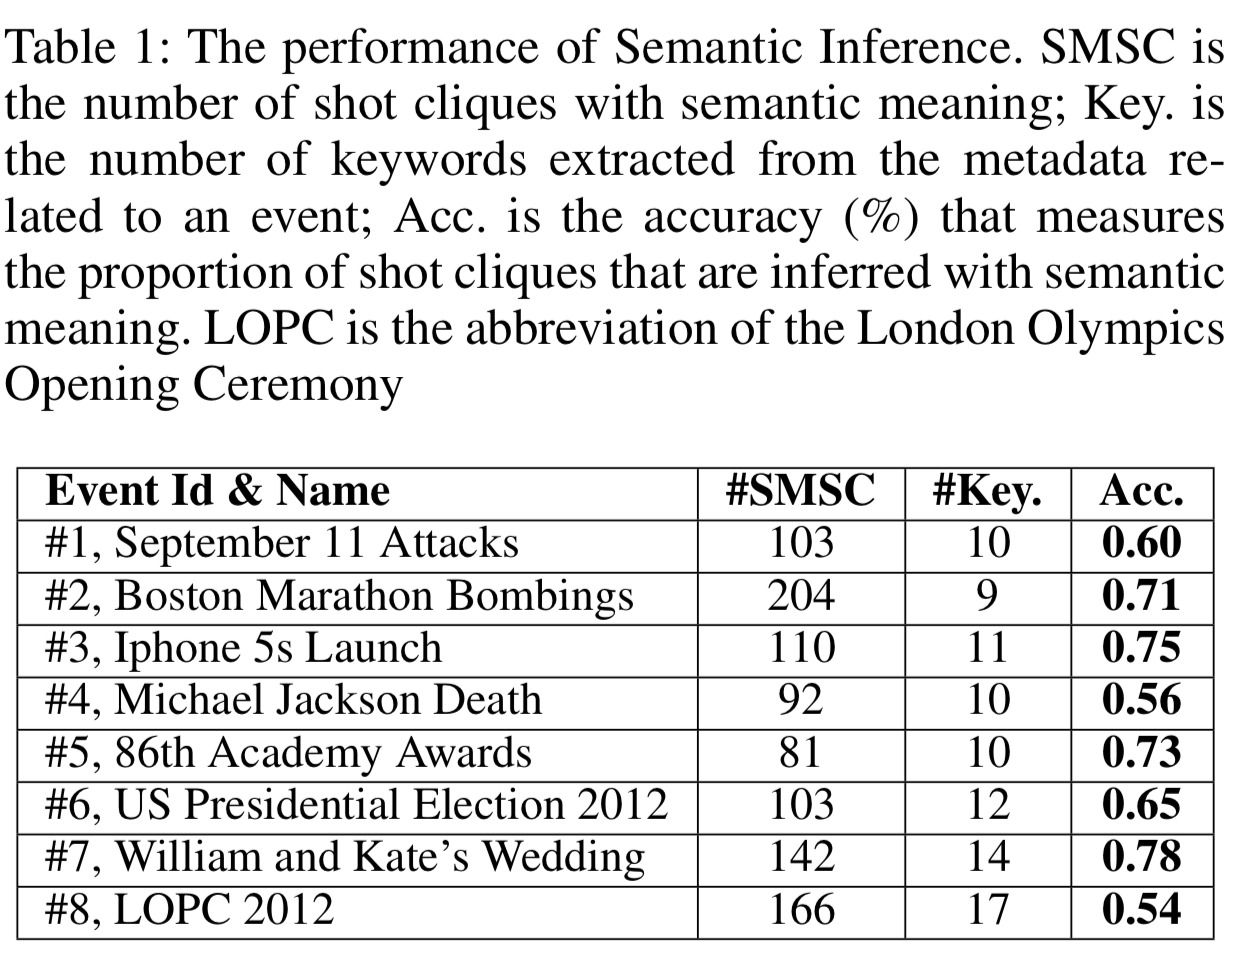 Table 1: The performance of Semantic Inference. SMSC is
the number of shot cliques with semantic meaning; Key. is
the number of keywords extracted from the metadata re-
lated to an event; Acc. is the accuracy (%) that measures
the proportion of shot cliques that are inferred with semantic
meaning. LOPC is the abbreviation of the London Olympics
Opening Ceremony
Event Id & Name #SMSC #Key. Acc.
#1, September 11 Attacks 103 10 0.60
#2, Boston Marathon Bombings 204 9 0.71
#3, Iphone 5s Launch 110 11 0.75
#4, Michael Jackson Death 92 10 0.56
#5, 86th Academy Awards 81 10 0.73
#6, US Presidential Election 2012 103 12 0.65
#7, William and Kate's Wedding 142 14 0.78
#8, LOPC 2012 166 17 0.54